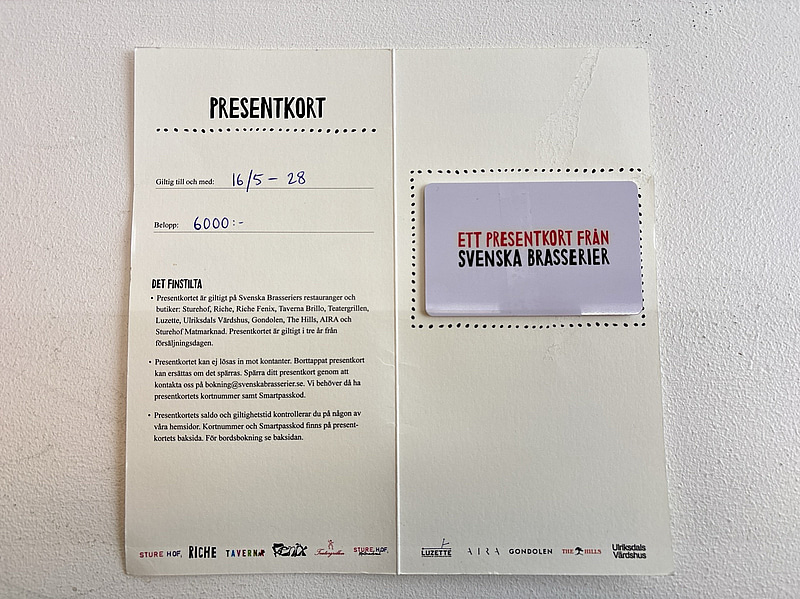 PRESENTKORT
Giltig till och med: 16/5 - 28
Belopp: 6000:-
DET FINSTILTA
• Presentkortet är giltigt på Svenska Brasseriers restauranger och
butiker: Sturehof, Riche, Riche Fenix, Taverna Brillo, Teatergrillen,
Luzette, Ulriksdals Värdshus, Gondolen, The Hills, AIRA och
Sturehof Matmarknad. Presentkortet är giltigt i tre år från
försäljningsdagen.
• Presentkortet kan ej lösas in mot kontanter. Borttappat presentkort
kan ersättas om det spärras. Spärra ditt presentkort genom att
kontakta oss på bokning@svenskabrasserier.se. Vi behöver då ha
presentkortets kortnummer samt Smartpasskod.
• Presentkortets saldo och giltighetstid kontrollerar du på någon av
våra hemsidor. Kortnummer och Smartpasskod finns på present-
kortets baksida. För bordsbokning se baksidan.
STURE HOF, RICHE TAVERNA Fenix Teatergrillen STURE HOF,
ETT PRESENTKORT FRÅN
SVENSKA BRASSERIER
LUZETTE AIRA GONDOLEN THE HILLS Ulriksdals
Värdshus